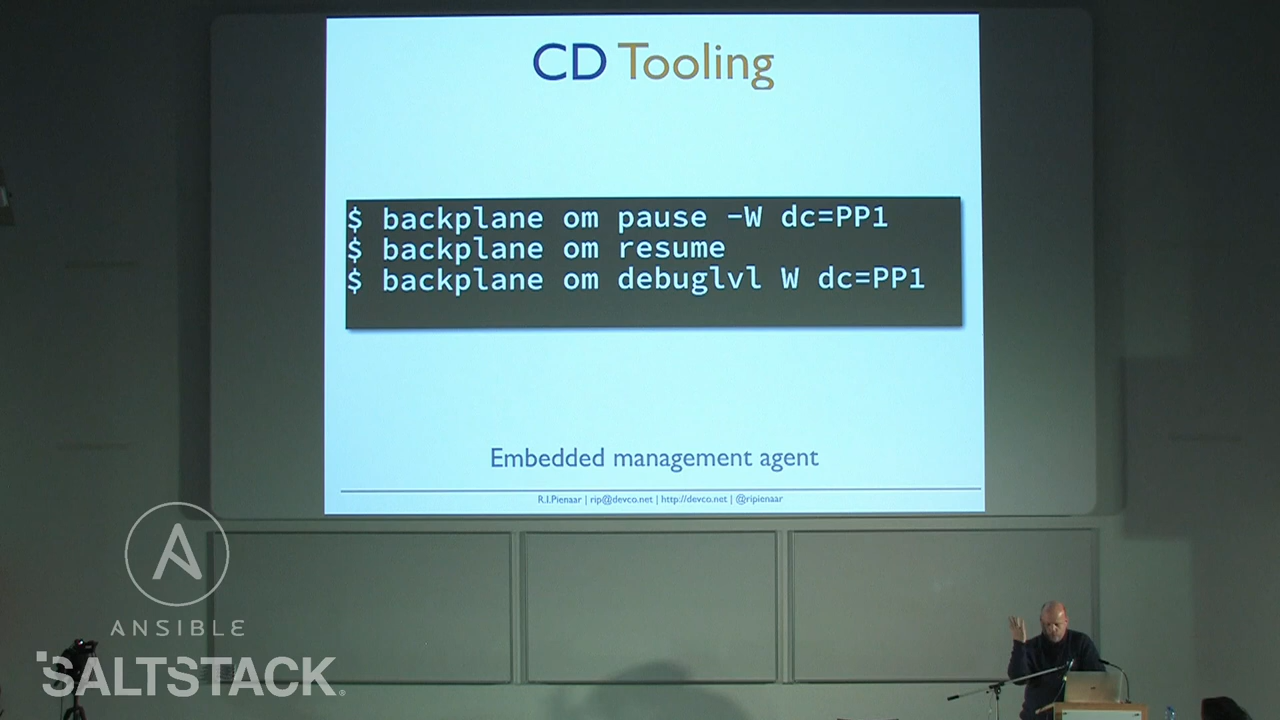 CD Tooling
$ backplane om pause -W dc=PP1
$ backplane om resume
$ backplane om debuglvl W dc=PP1
Embedded management agent
R.I.Pienaar | rip@devco.net | http://devco.net | @ripienaar
ANSIBLE
SALTSTACK